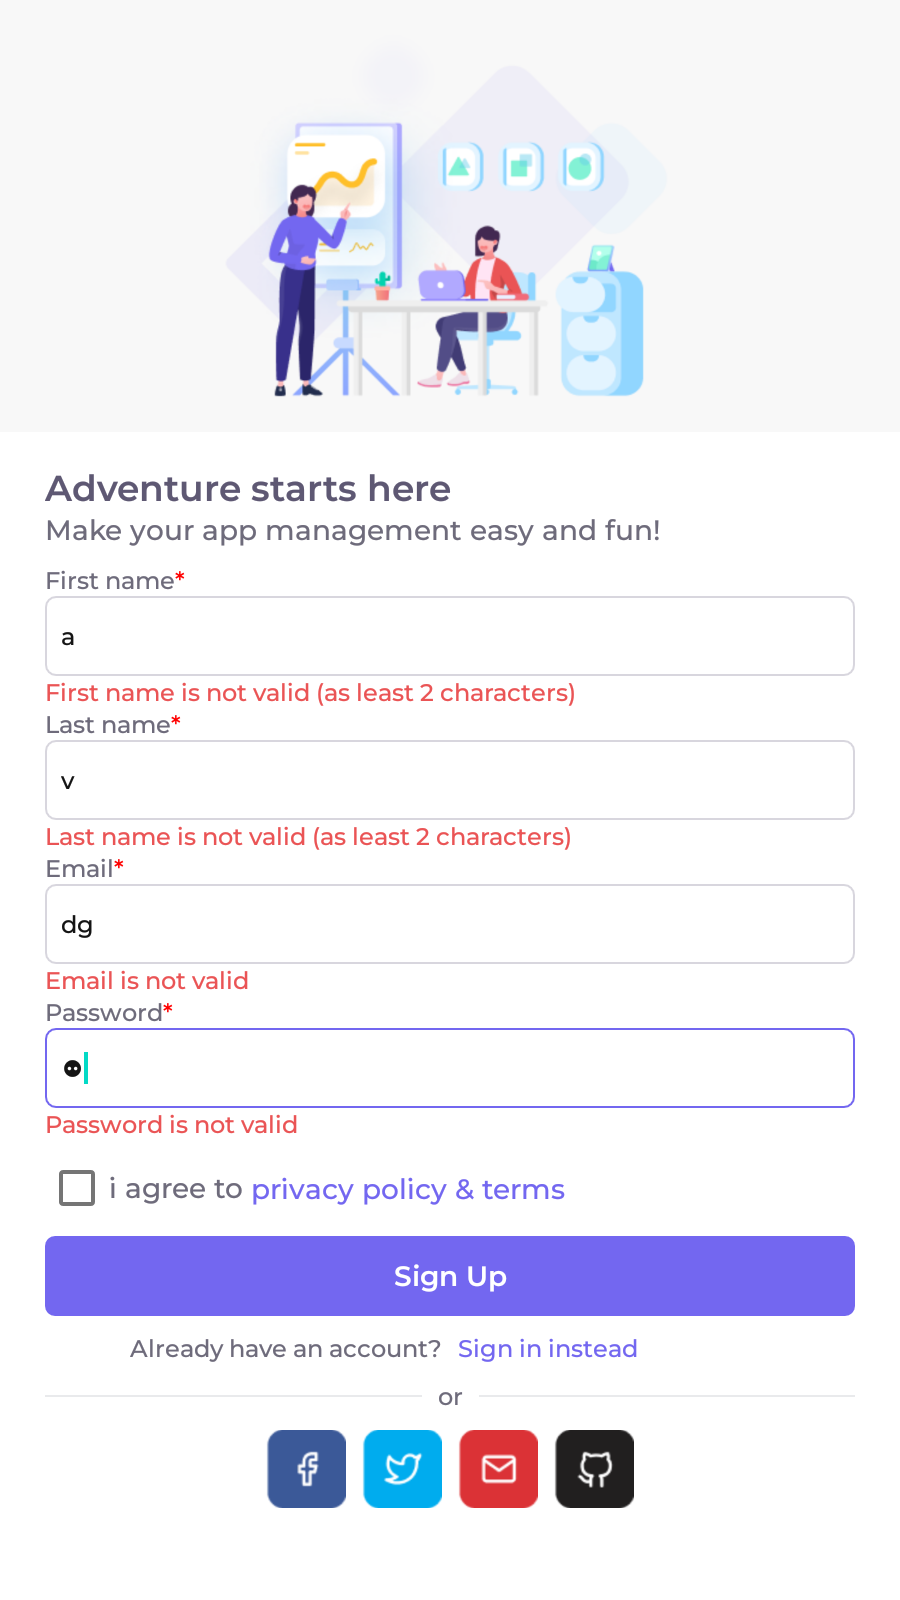 Adventure starts here
Make your app management easy and fun!
First name*
a
First name is not valid (as least 2 characters)
Last name*
v
Last name is not valid (as least 2 characters)
Email*
dg
Email is not valid
Password*
Password is not valid
i agree to privacy policy & terms
Sign Up
Already have an account? Sign in instead
or